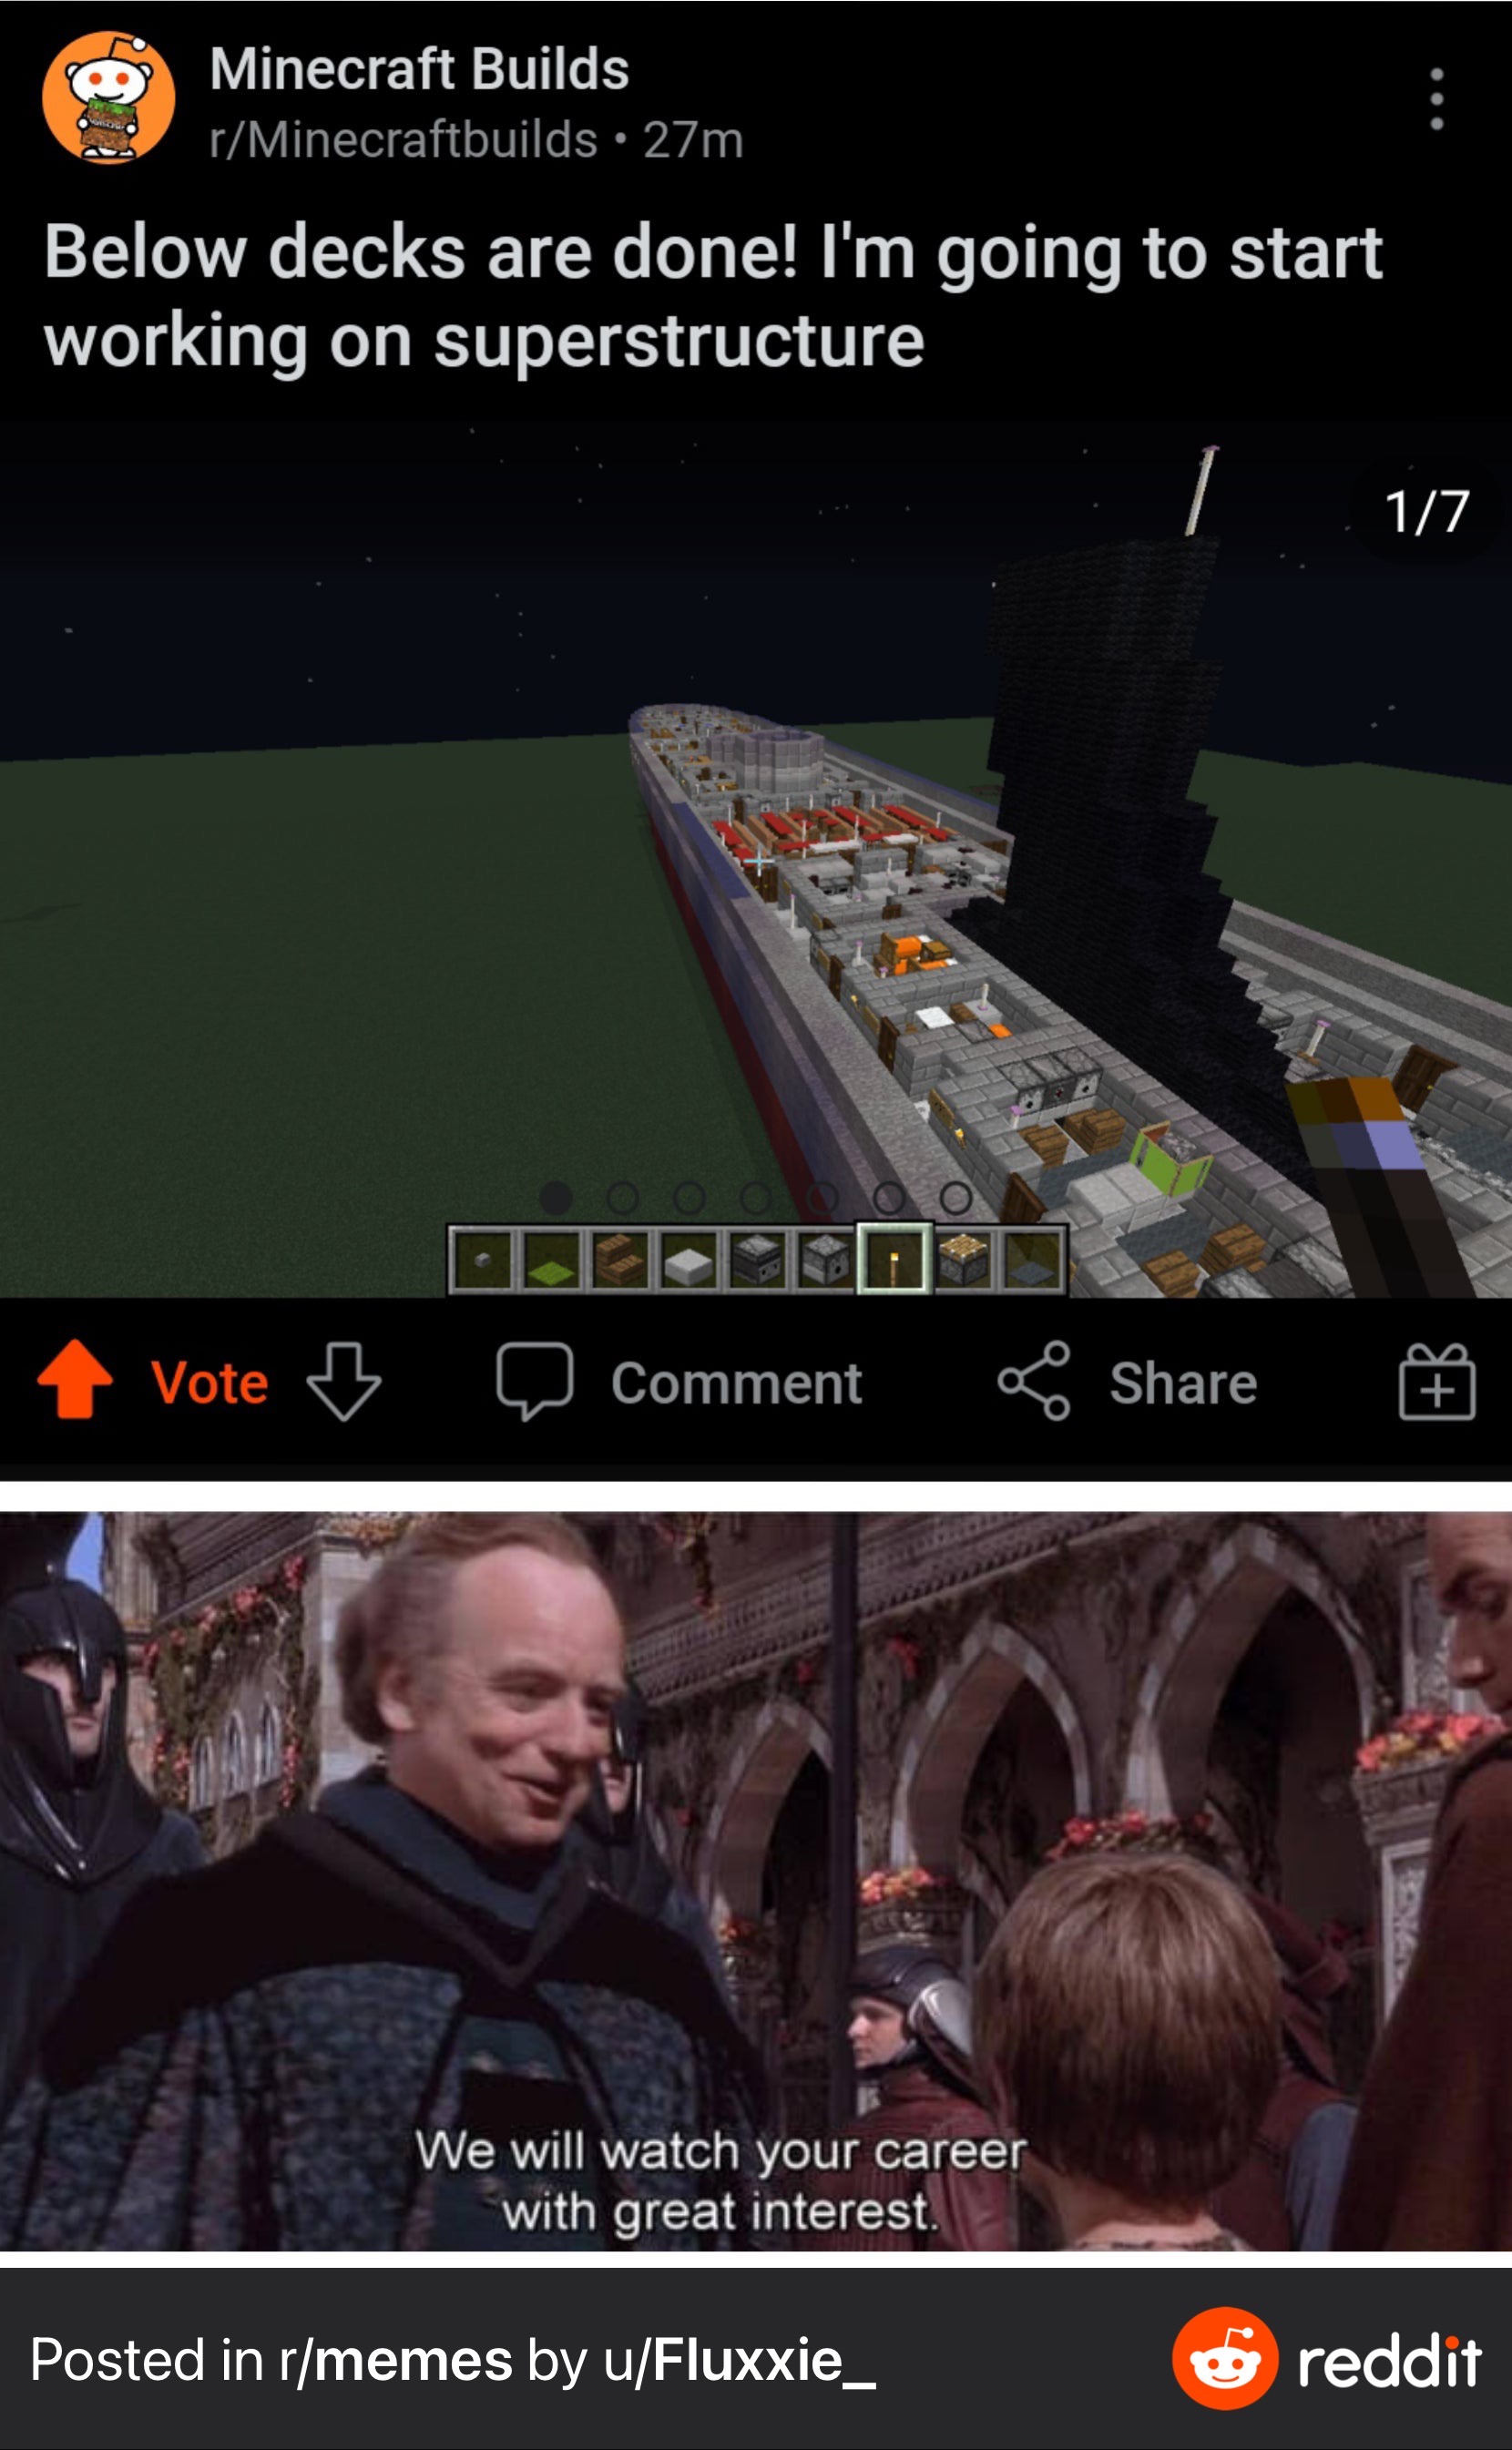 Minecraft Builds
r/Minecraftbuilds • 27m
Below decks are done! I'm going to start
working on superstructure
1/7
Vote
Comment
Share
We will watch your career
with great interest.
Posted in r/memes by u/Fluxxie_
reddit